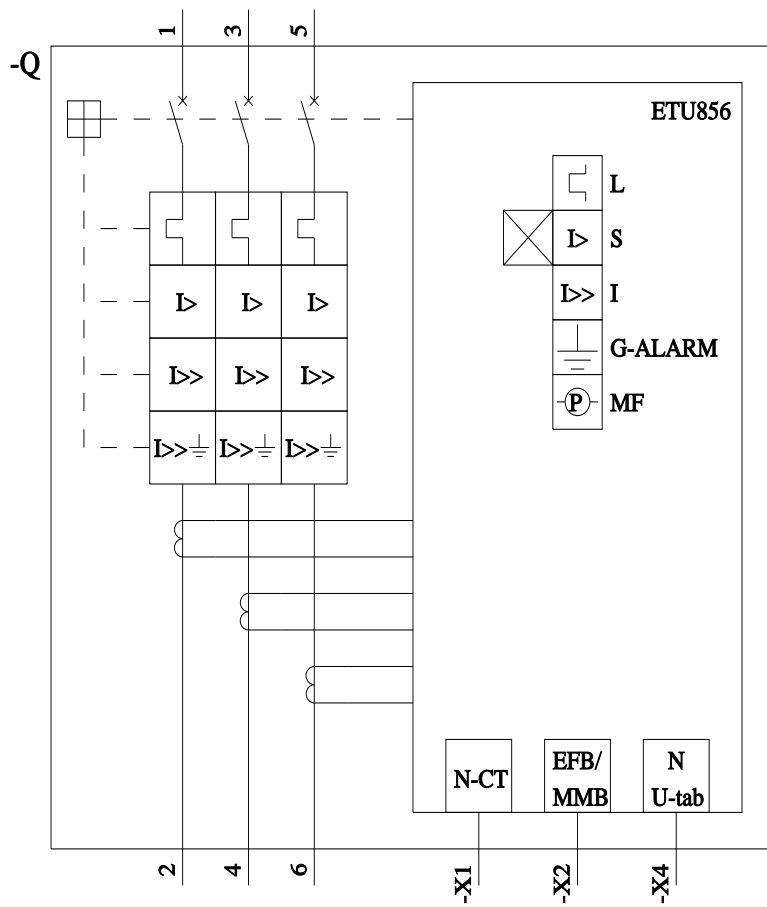 1 3 5
-Q
ETU856
L
I> S
I>> I
G-ALARM
P MF
I> I> I>
I>> I>> I>>
I>> I>> I>>
N-CT
EFB/
MMB
N
U-tab
2 4 6
-X1 -X2 -X4